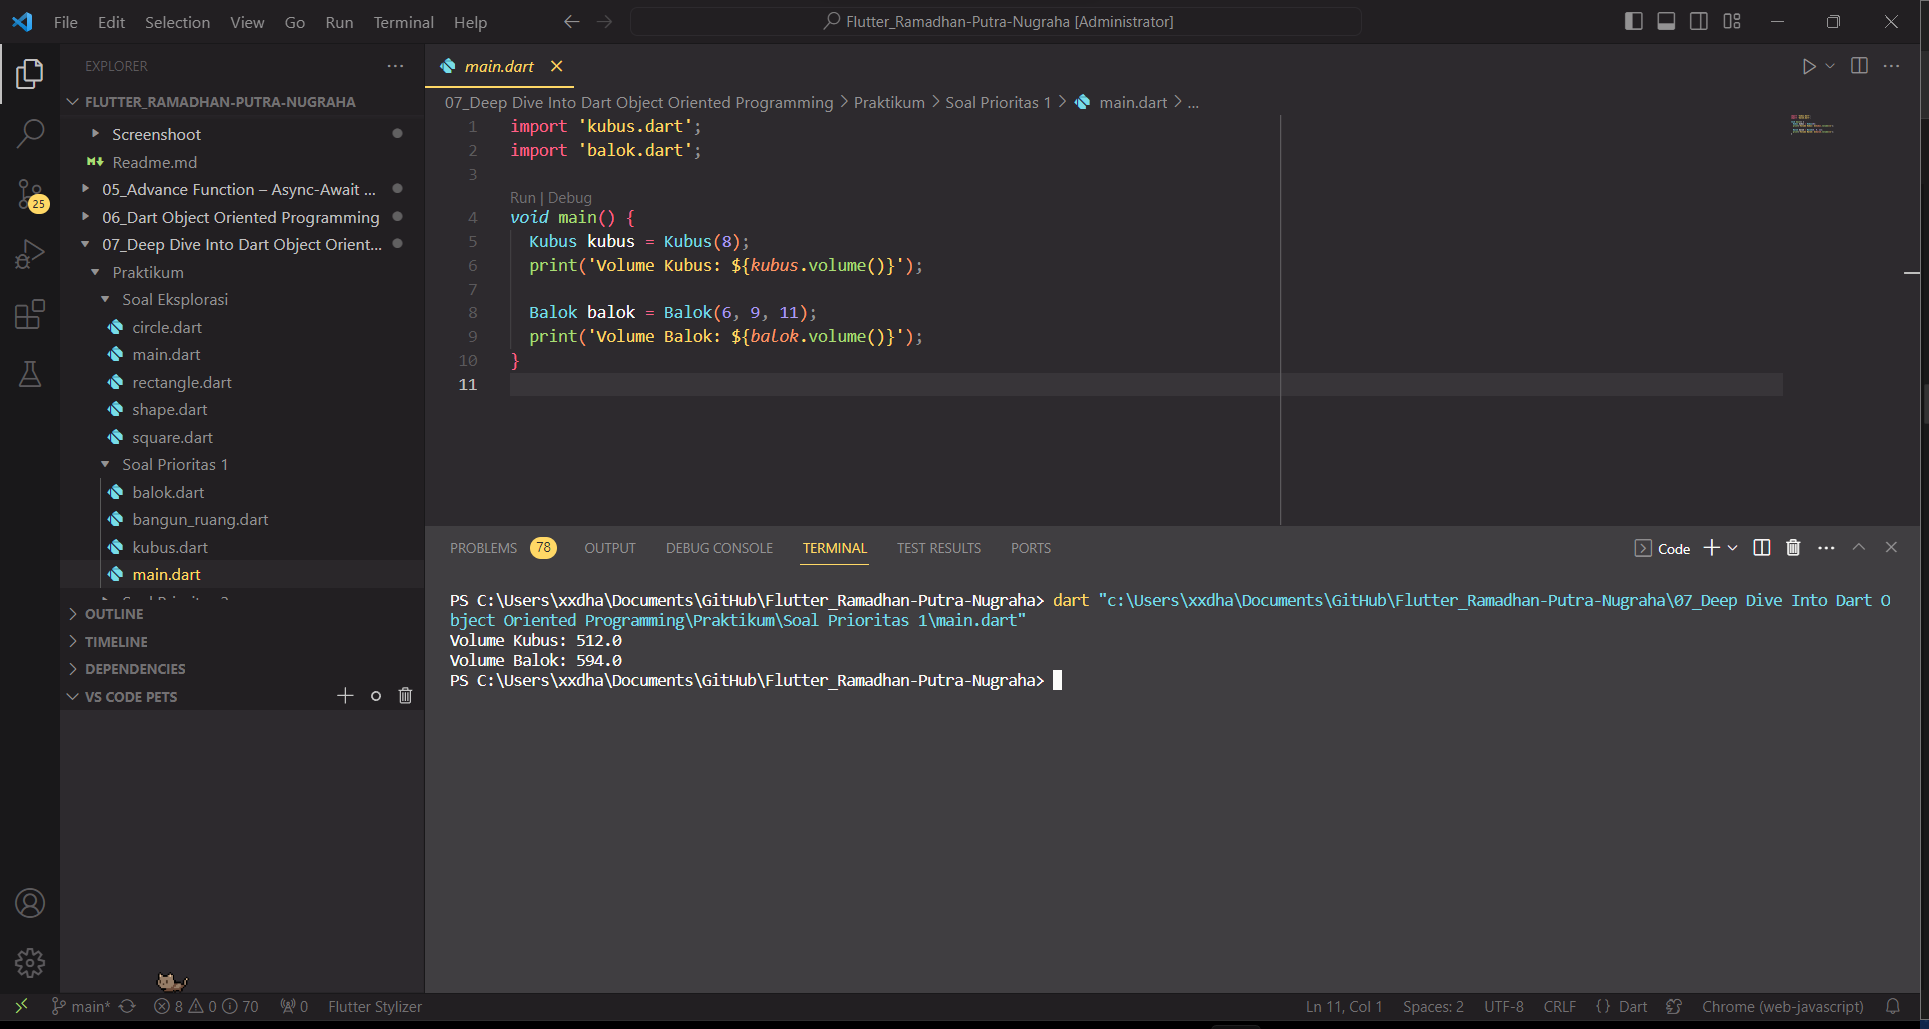 File Edit Selection View Go Run Terminal Help
Flutter_Ramadhan-Putra-Nugraha [Administrator]
EXPLORER
FLUTTER_RAMADHAN-PUTRA-NUGRAHA
Screenshoot
Readme.md
05_Advance Function – Async-Await ...
06_Dart Object Oriented Programming
07_Deep Dive Into Dart Object Orient...
Praktikum
Soal Eksplorasi
circle.dart
main.dart
rectangle.dart
shape.dart
square.dart
Soal Prioritas 1
balok.dart
bangun_ruang.dart
kubus.dart
main.dart
OUTLINE
TIMELINE
DEPENDENCIES
VS CODE PETS
25
main.dart
07_Deep Dive Into Dart Object Oriented Programming > Praktikum > Soal Prioritas 1 > main.dart > ...
1 import 'kubus.dart';
2 import 'balok.dart';
3
Run | Debug
4 void main() {
5 Kubus kubus = Kubus(8);
6 print('Volume Kubus: ${kubus.volume()}');
7
8 Balok balok = Balok(6, 9, 11);
9 print('Volume Balok: ${balok.volume()}');
10 }
11
PROBLEMS 78 OUTPUT DEBUG CONSOLE TERMINAL TEST RESULTS PORTS
Code
PS C:\Users\xxdha\Documents\GitHub\Flutter_Ramadhan-Putra-Nugraha> dart "c:\Users\xxdha\Documents\GitHub\Flutter_Ramadhan-Putra-Nugraha\07_Deep Dive Into Dart O
bject Oriented Programming\Praktikum\Soal Prioritas 1\main.dart"
Volume Kubus: 512.0
Volume Balok: 594.0
PS C:\Users\xxdha\Documents\GitHub\Flutter_Ramadhan-Putra-Nugraha>
main* 8 0 70 0 Flutter Stylizer
Ln 11, Col 1 Spaces: 2 UTF-8 CRLF {} Dart Chrome (web-javascript)